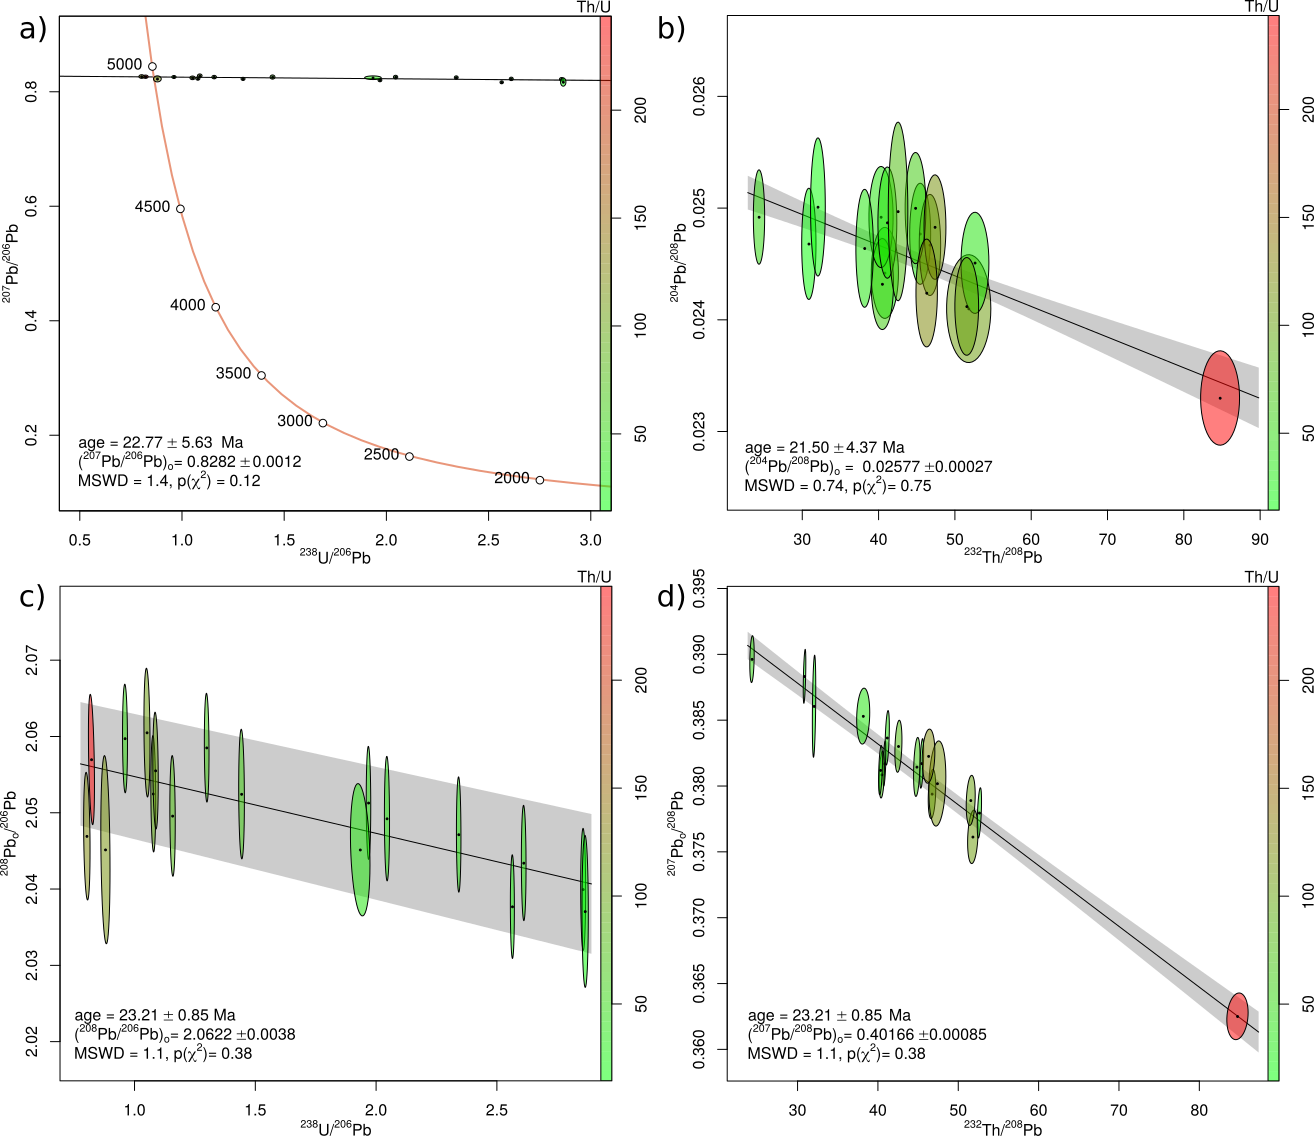 a)
Th/U
5000
4500
4000
3500
3000
2500
2000
0.8
0.6
0.4
0.2
²⁰⁷Pb/²⁰⁶Pb
200
150
100
50
age = 22.77 ± 5.63 Ma
(²⁰⁷Pb/²⁰⁶Pb)ₒ= 0.8282 ±0.0012
MSWD = 1.4, p(χ²) = 0.12
0.5 1.0 1.5 2.0 2.5 3.0
²³⁸U/²⁰⁶Pb
b)
Th/U
0.026
0.025
0.024
0.023
²⁰⁴Pb/²⁰⁸Pb
200
150
100
50
age = 21.50 ±4.37 Ma
(²⁰⁴Pb/²⁰⁸Pb)ₒ = 0.02577 ±0.00027
MSWD = 0.74, p(χ²)= 0.75
30 40 50 60 70 80 90
²³²Th/²⁰⁸Pb
c)
Th/U
2.07
2.06
2.05
2.04
2.03
2.02
²⁰⁸Pbₒ/²⁰⁶Pb
200
150
100
50
age = 23.21 ± 0.85 Ma
(²⁰⁸Pb/²⁰⁶Pb)ₒ= 2.0622 ±0.0038
MSWD = 1.1, p(χ²)= 0.38
1.0 1.5 2.0 2.5
²³⁸U/²⁰⁶Pb
d)
Th/U
0.395
0.390
0.385
0.380
0.375
0.370
0.365
0.360
²⁰⁷Pbₒ/²⁰⁸Pb
200
150
100
50
age = 23.21 ± 0.85 Ma
(²⁰⁷Pb/²⁰⁸Pb)ₒ= 0.40166 ±0.00085
MSWD = 1.1, p(χ²)= 0.38
30 40 50 60 70 80
²³²Th/²⁰⁸Pb